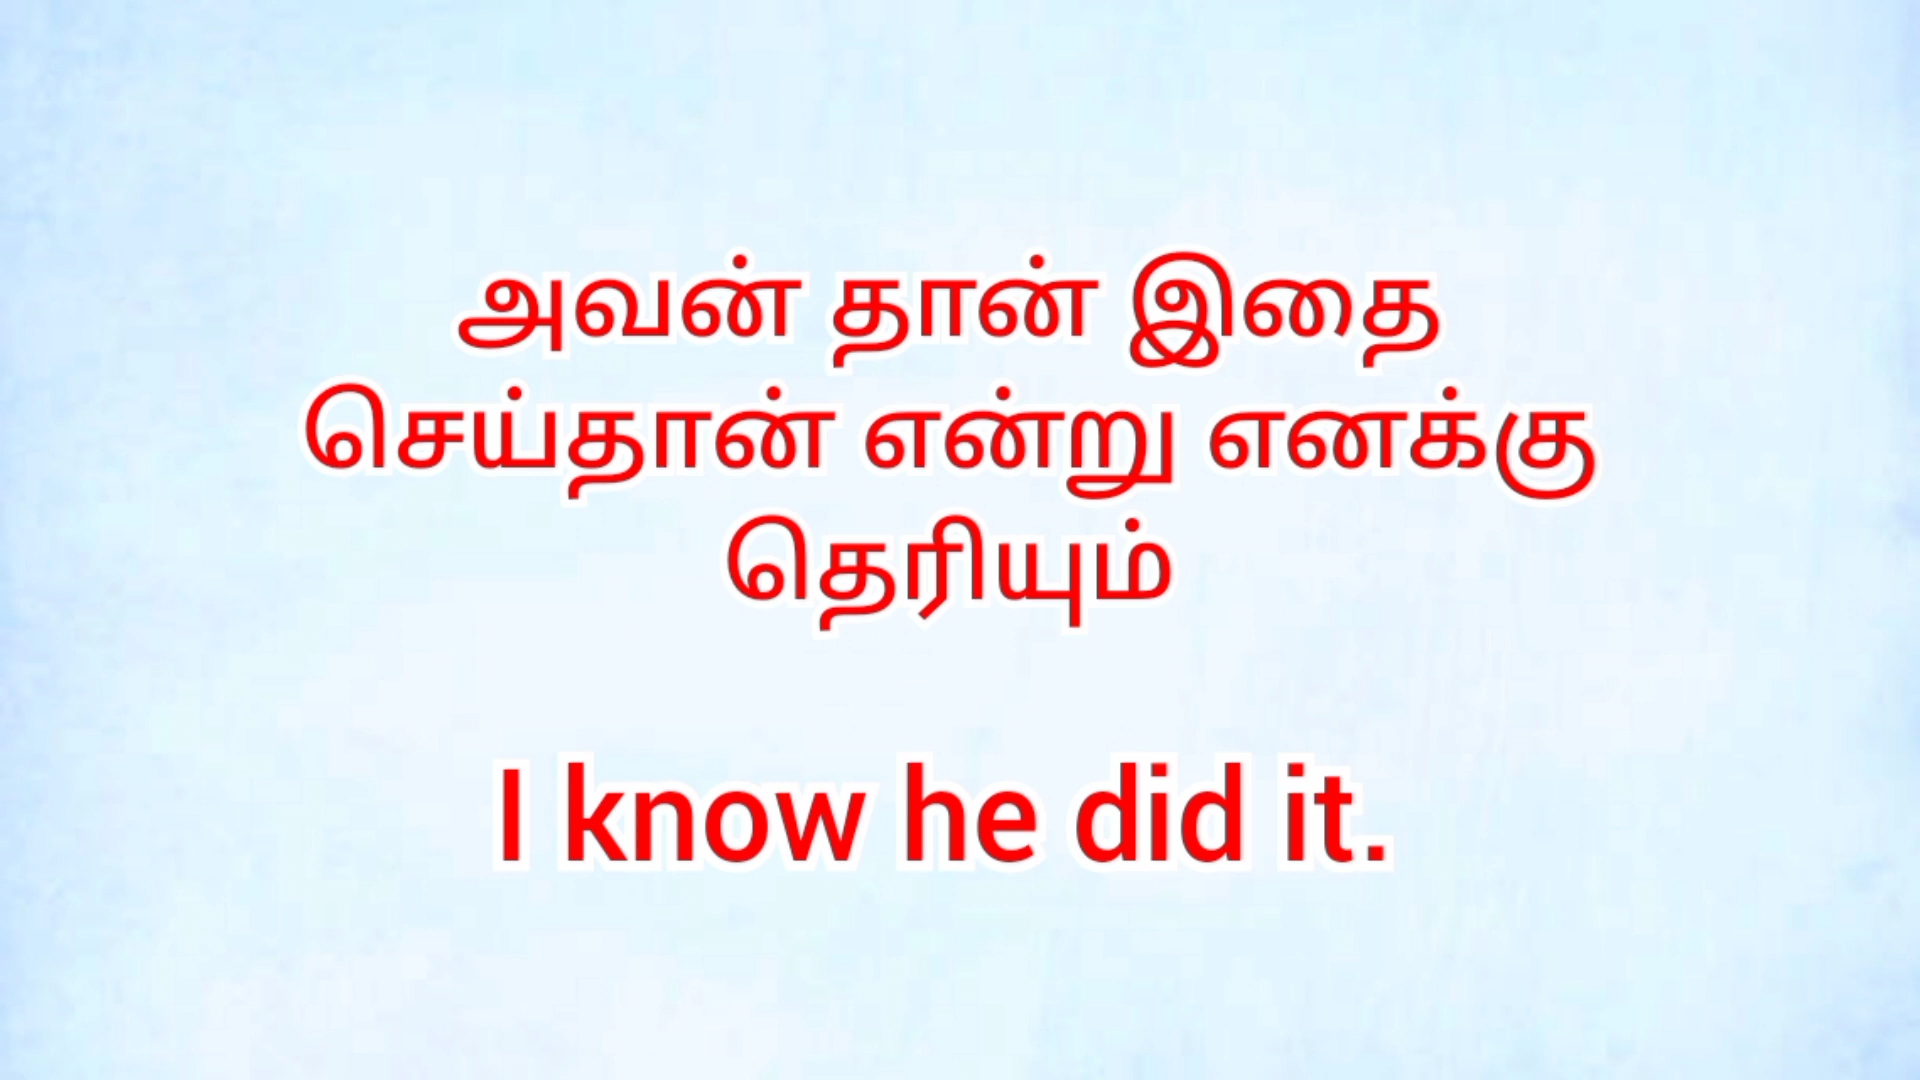 அவன் தான் இதை
செய்தான் என்று எனக்கு
தெரியும்
I know he did it.